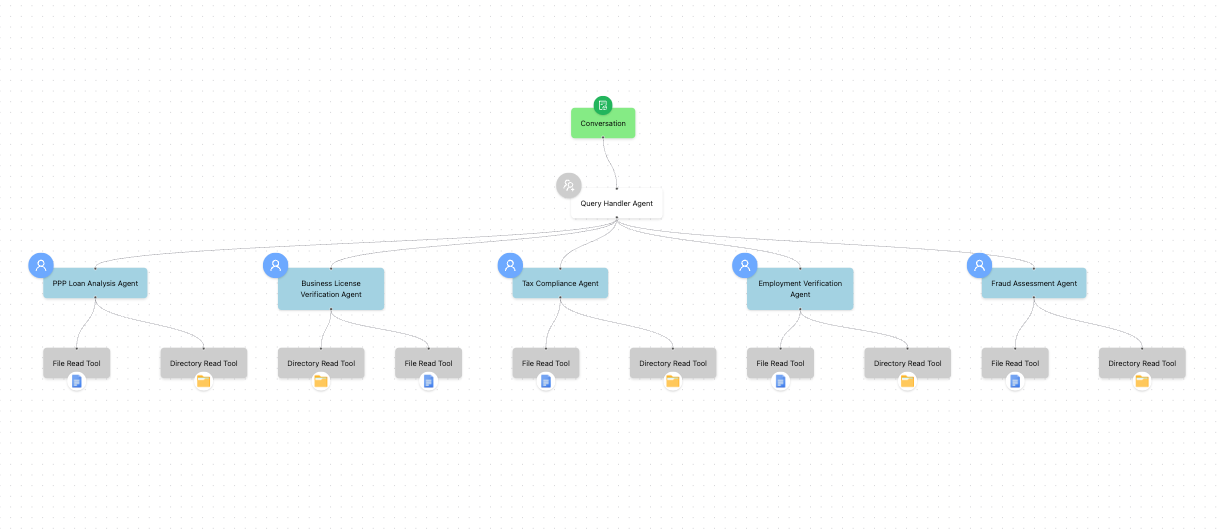 Conversation
Query Handler Agent
PPP Loan Analysis Agent
Business License
Verification Agent
Tax Compliance Agent
Employment Verification
Agent
Fraud Assessment Agent
File Read Tool
Directory Read Tool
Directory Read Tool
File Read Tool
File Read Tool
Directory Read Tool
File Read Tool
Directory Read Tool
File Read Tool
Directory Read Tool